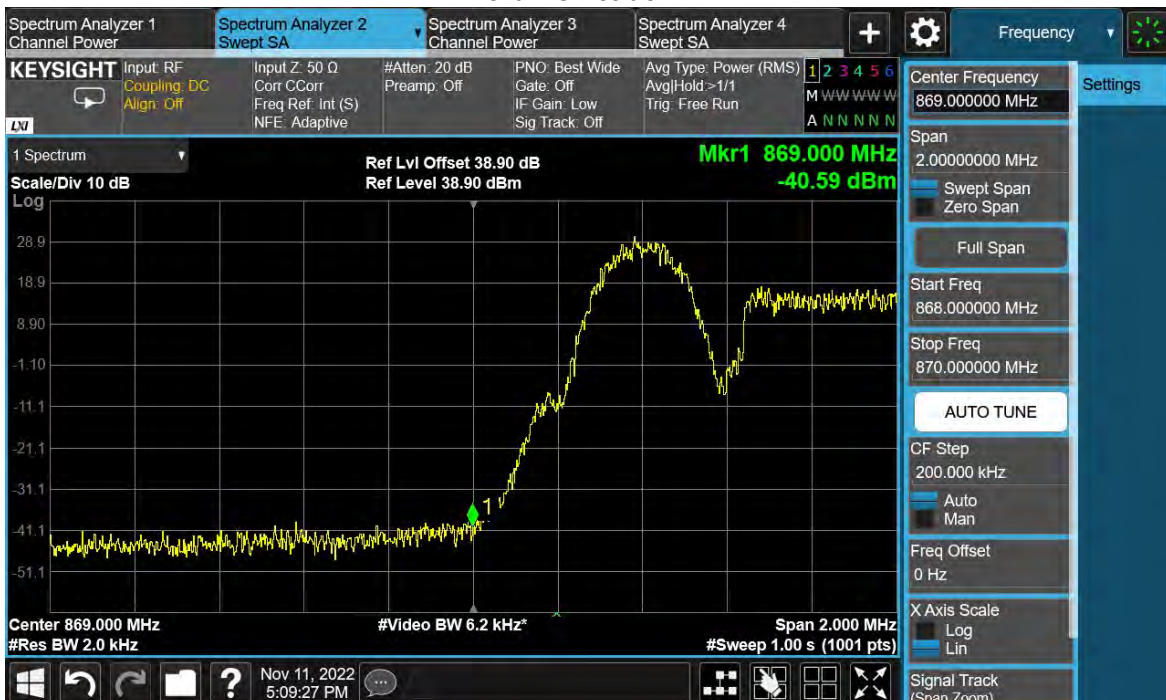 Spectrum Analyzer 1
Channel Power
Spectrum Analyzer 2
Swept SA
Spectrum Analyzer 3
Channel Power
Spectrum Analyzer 4
Swept SA
+
Frequency
KEYSIGHT
LXI
Input: RF
Coupling: DC
Align: Off
Input Z: 50 Ω
Corr CCorr
Freq Ref: Int (S)
NFE: Adaptive
#Atten: 20 dB
Preamp: Off
PNO: Best Wide
Gate: Off
IF Gain: Low
Sig Track: Off
Avg Type: Power (RMS)
Avg|Hold:>1/1
Trig: Free Run
1 2 3 4 5 6
M W W W W W
A N N N N N
1 Spectrum
Scale/Div 10 dB
Ref Lvl Offset 38.90 dB
Ref Level 38.90 dBm
Mkr1 869.000 MHz
-40.59 dBm
Log
28.9
18.9
8.90
-1.10
-11.1
-21.1
-31.1
-41.1
-51.1
1
Center 869.000 MHz
#Video BW 6.2 kHz*
Span 2.000 MHz
#Res BW 2.0 kHz
#Sweep 1.00 s (1001 pts)
Nov 11, 2022
5:09:27 PM
?
Center Frequency
869.000000 MHz
Settings
Span
2.00000000 MHz
Swept Span
Zero Span
Full Span
Start Freq
868.000000 MHz
Stop Freq
870.000000 MHz
AUTO TUNE
CF Step
200.000 kHz
Auto
Man
Freq Offset
0 Hz
X Axis Scale
Log
Lin
Signal Track
(Span Zoom)